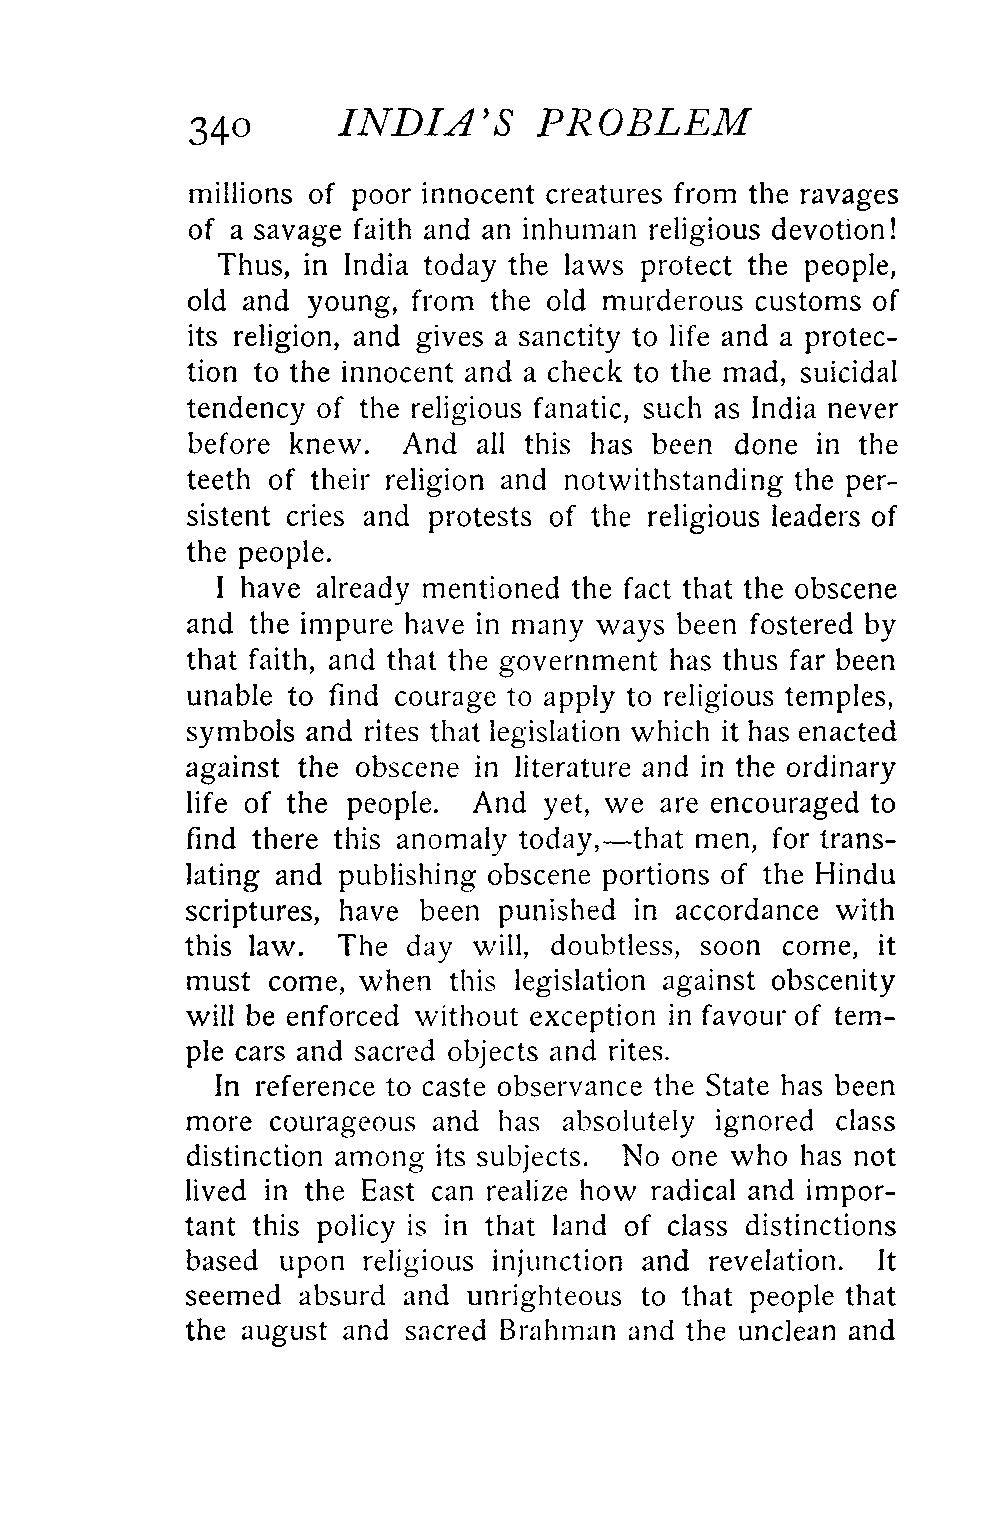 340 INDIA'S PROBLEM
millions of poor innocent creatures from the ravages
of a savage faith and an inhuman religious devotion!
Thus, in India today the laws protect the people,
old and young, from the old murderous customs of
its religion, and gives a sanctity to life and a protec-
tion to the innocent and a check to the mad, suicidal
tendency of the religious fanatic, such as India never
before knew. And all this has been done in the
teeth of their religion and notwithstanding the per-
sistent cries and protests of the religious leaders of
the people.
I have already mentioned the fact that the obscene
and the impure have in many ways been fostered by
that faith, and that the government has thus far been
unable to find courage to apply to religious temples,
symbols and rites that legislation which it has enacted
against the obscene in literature and in the ordinary
life of the people. And yet, we are encouraged to
find there this anomaly today,—that men, for trans-
lating and publishing obscene portions of the Hindu
scriptures, have been punished in accordance with
this law. The day will, doubtless, soon come, it
must come, when this legislation against obscenity
will be enforced without exception in favour of tem-
ple cars and sacred objects and rites.
In reference to caste observance the State has been
more courageous and has absolutely ignored class
distinction among its subjects. No one who has not
lived in the East can realize how radical and impor-
tant this policy is in that land of class distinctions
based upon religious injunction and revelation. It
seemed absurd and unrighteous to that people that
the august and sacred Brahman and the unclean and